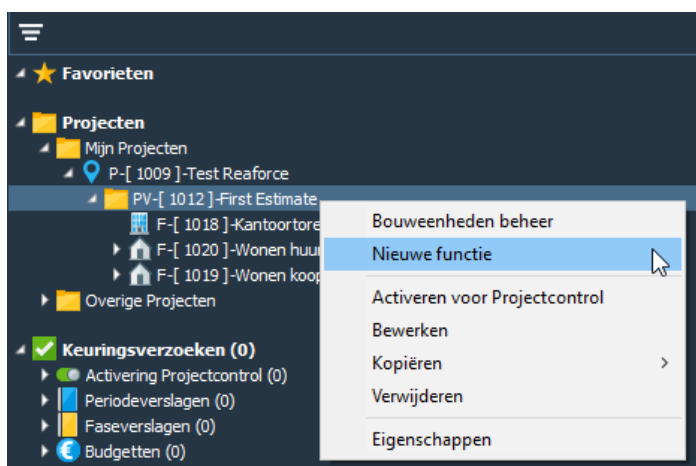 Favorieten
Projecten
Mijn Projecten
P-[ 1009 ]-Test Reaforce
PV-[ 1012 ]-First Estimate
F-[ 1018 ]-Kantoortore
F-[ 1020 ]-Wonen huu
F-[ 1019 ]-Wonen koop
Overige Projecten
Keuringsverzoeken (0)
Activering Projectcontrol (0)
Periodeverslagen (0)
Faseverslagen (0)
Budgetten (0)
Bouweenheden beheer
Nieuwe functie
Activeren voor Projectcontrol
Bewerken
Kopiëren
Verwijderen
Eigenschappen